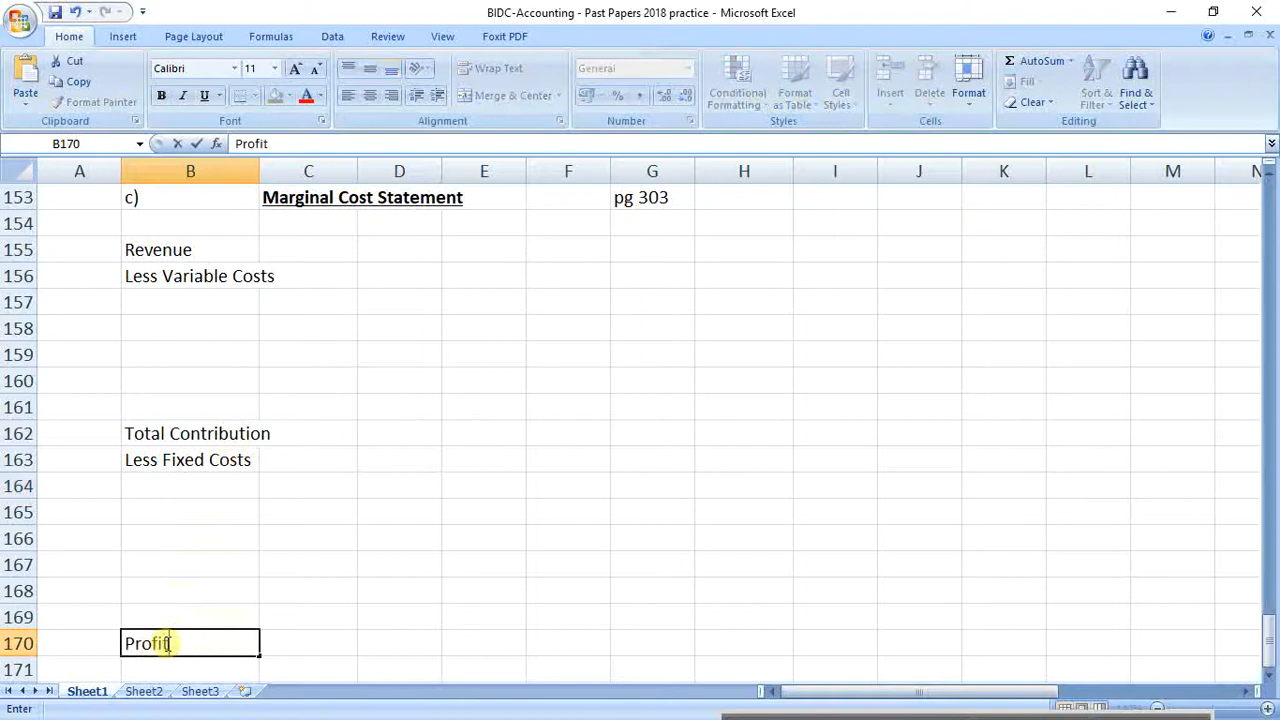 BIDC-Accounting - Past Papers 2018 practice - Microsoft Excel
Home Insert Page Layout Formulas Data Review View Foxit PDF
Paste Cut Copy Format Painter Clipboard
Calibri 11 B I U A Font
Wrap Text Merge & Center Alignment
General % , Number
Conditional Formatting Format as Table Cell Styles Styles
Insert Delete Format Cells
Σ AutoSum Fill Clear Sort & Filter Find & Select Editing
B170 fx Profit
A B C D E F G H I J K L M N
153 c) Marginal Cost Statement pg 303
154
155 Revenue
156 Less Variable Costs
157
158
159
160
161
162 Total Contribution
163 Less Fixed Costs
164
165
166
167
168
169
170 Profit
171
Sheet1 Sheet2 Sheet3
Enter